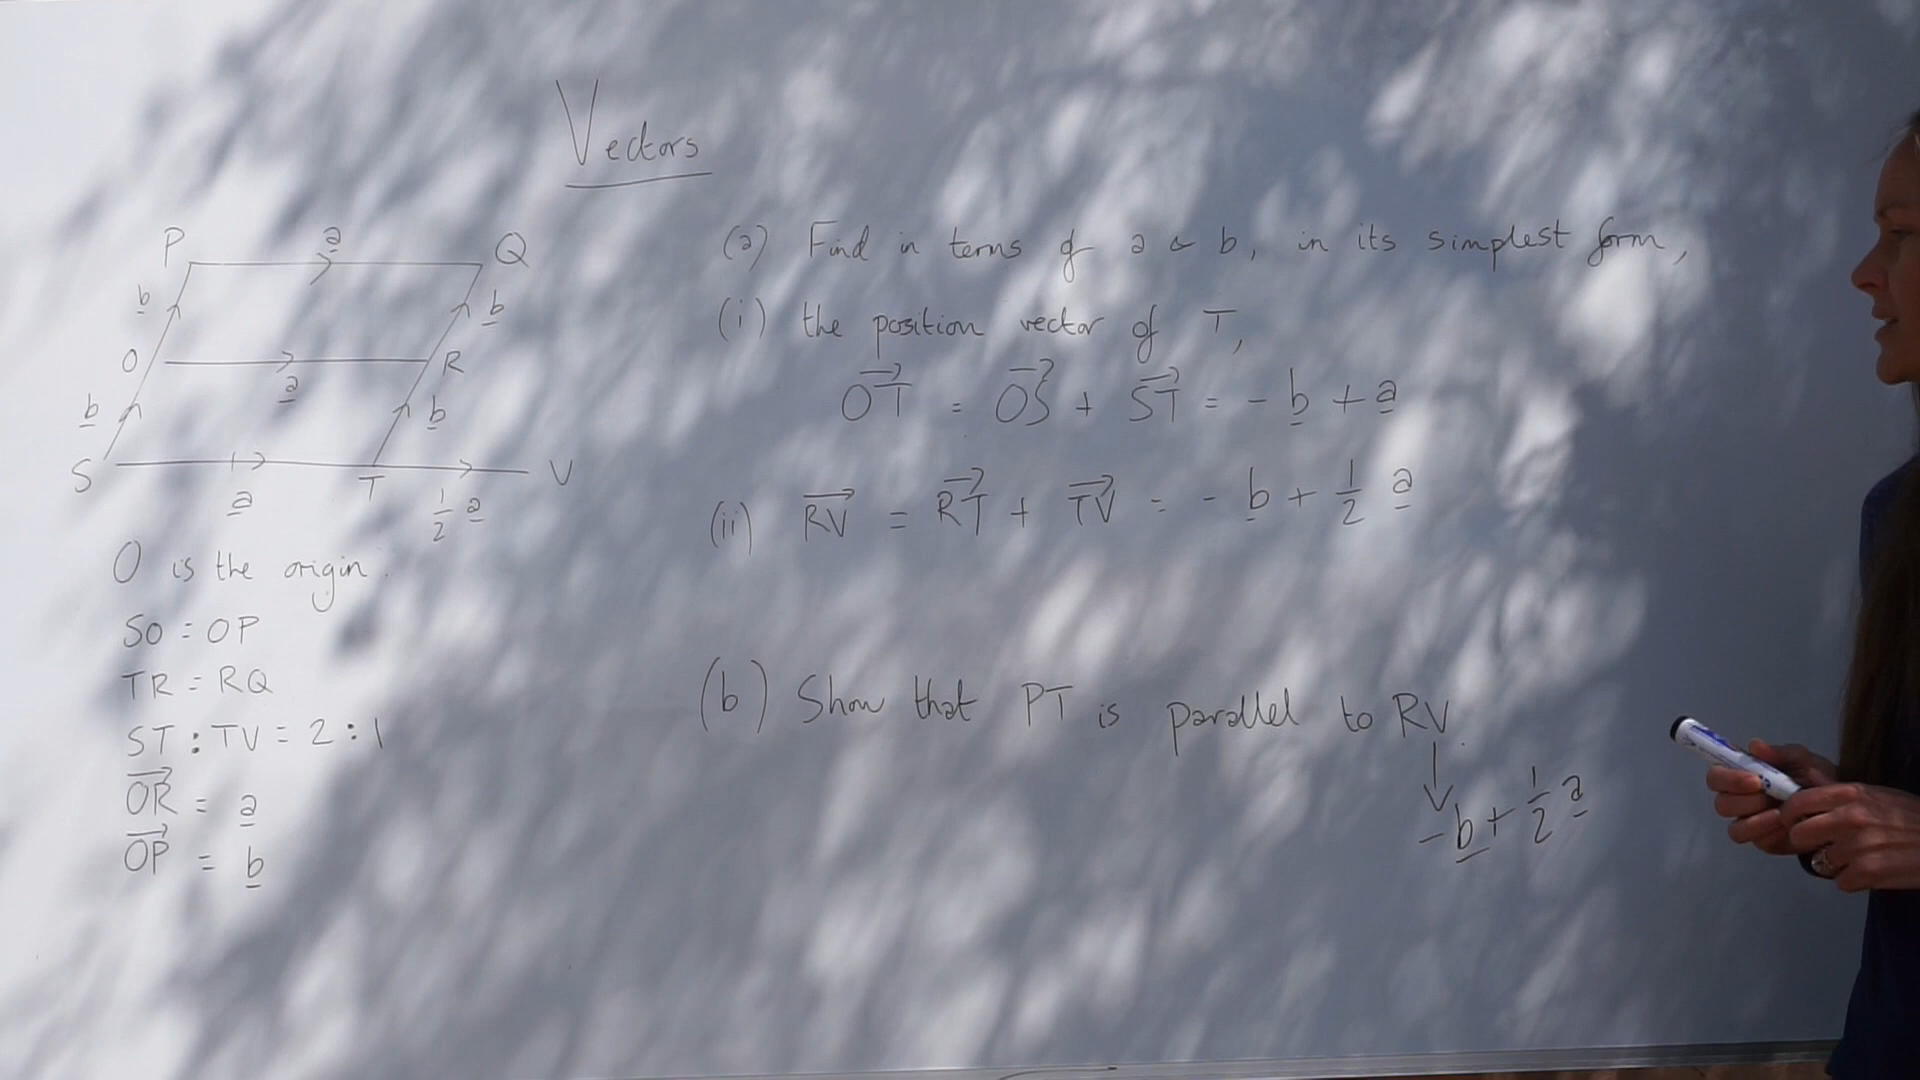 Vectors
P a Q
b b
O a R
b b
S a T 1/2 a V
O is the origin.
SO = OP
TR = RQ
ST : TV = 2 : 1
OR→ = a
OP→ = b
(a) Find in terms of a & b, in its simplest form,
(i) the position vector of T,
OT→ = OS→ + ST→ = - b + a
(ii) RV→ = RT→ + TV→ = - b + 1/2 a
(b) Show that PT is parallel to RV.
↓
-b + 1/2 a